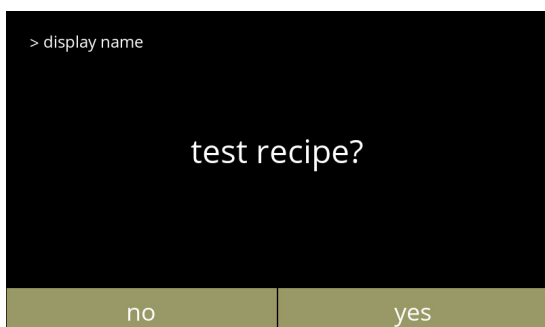 > display name
test recipe?
no
yes